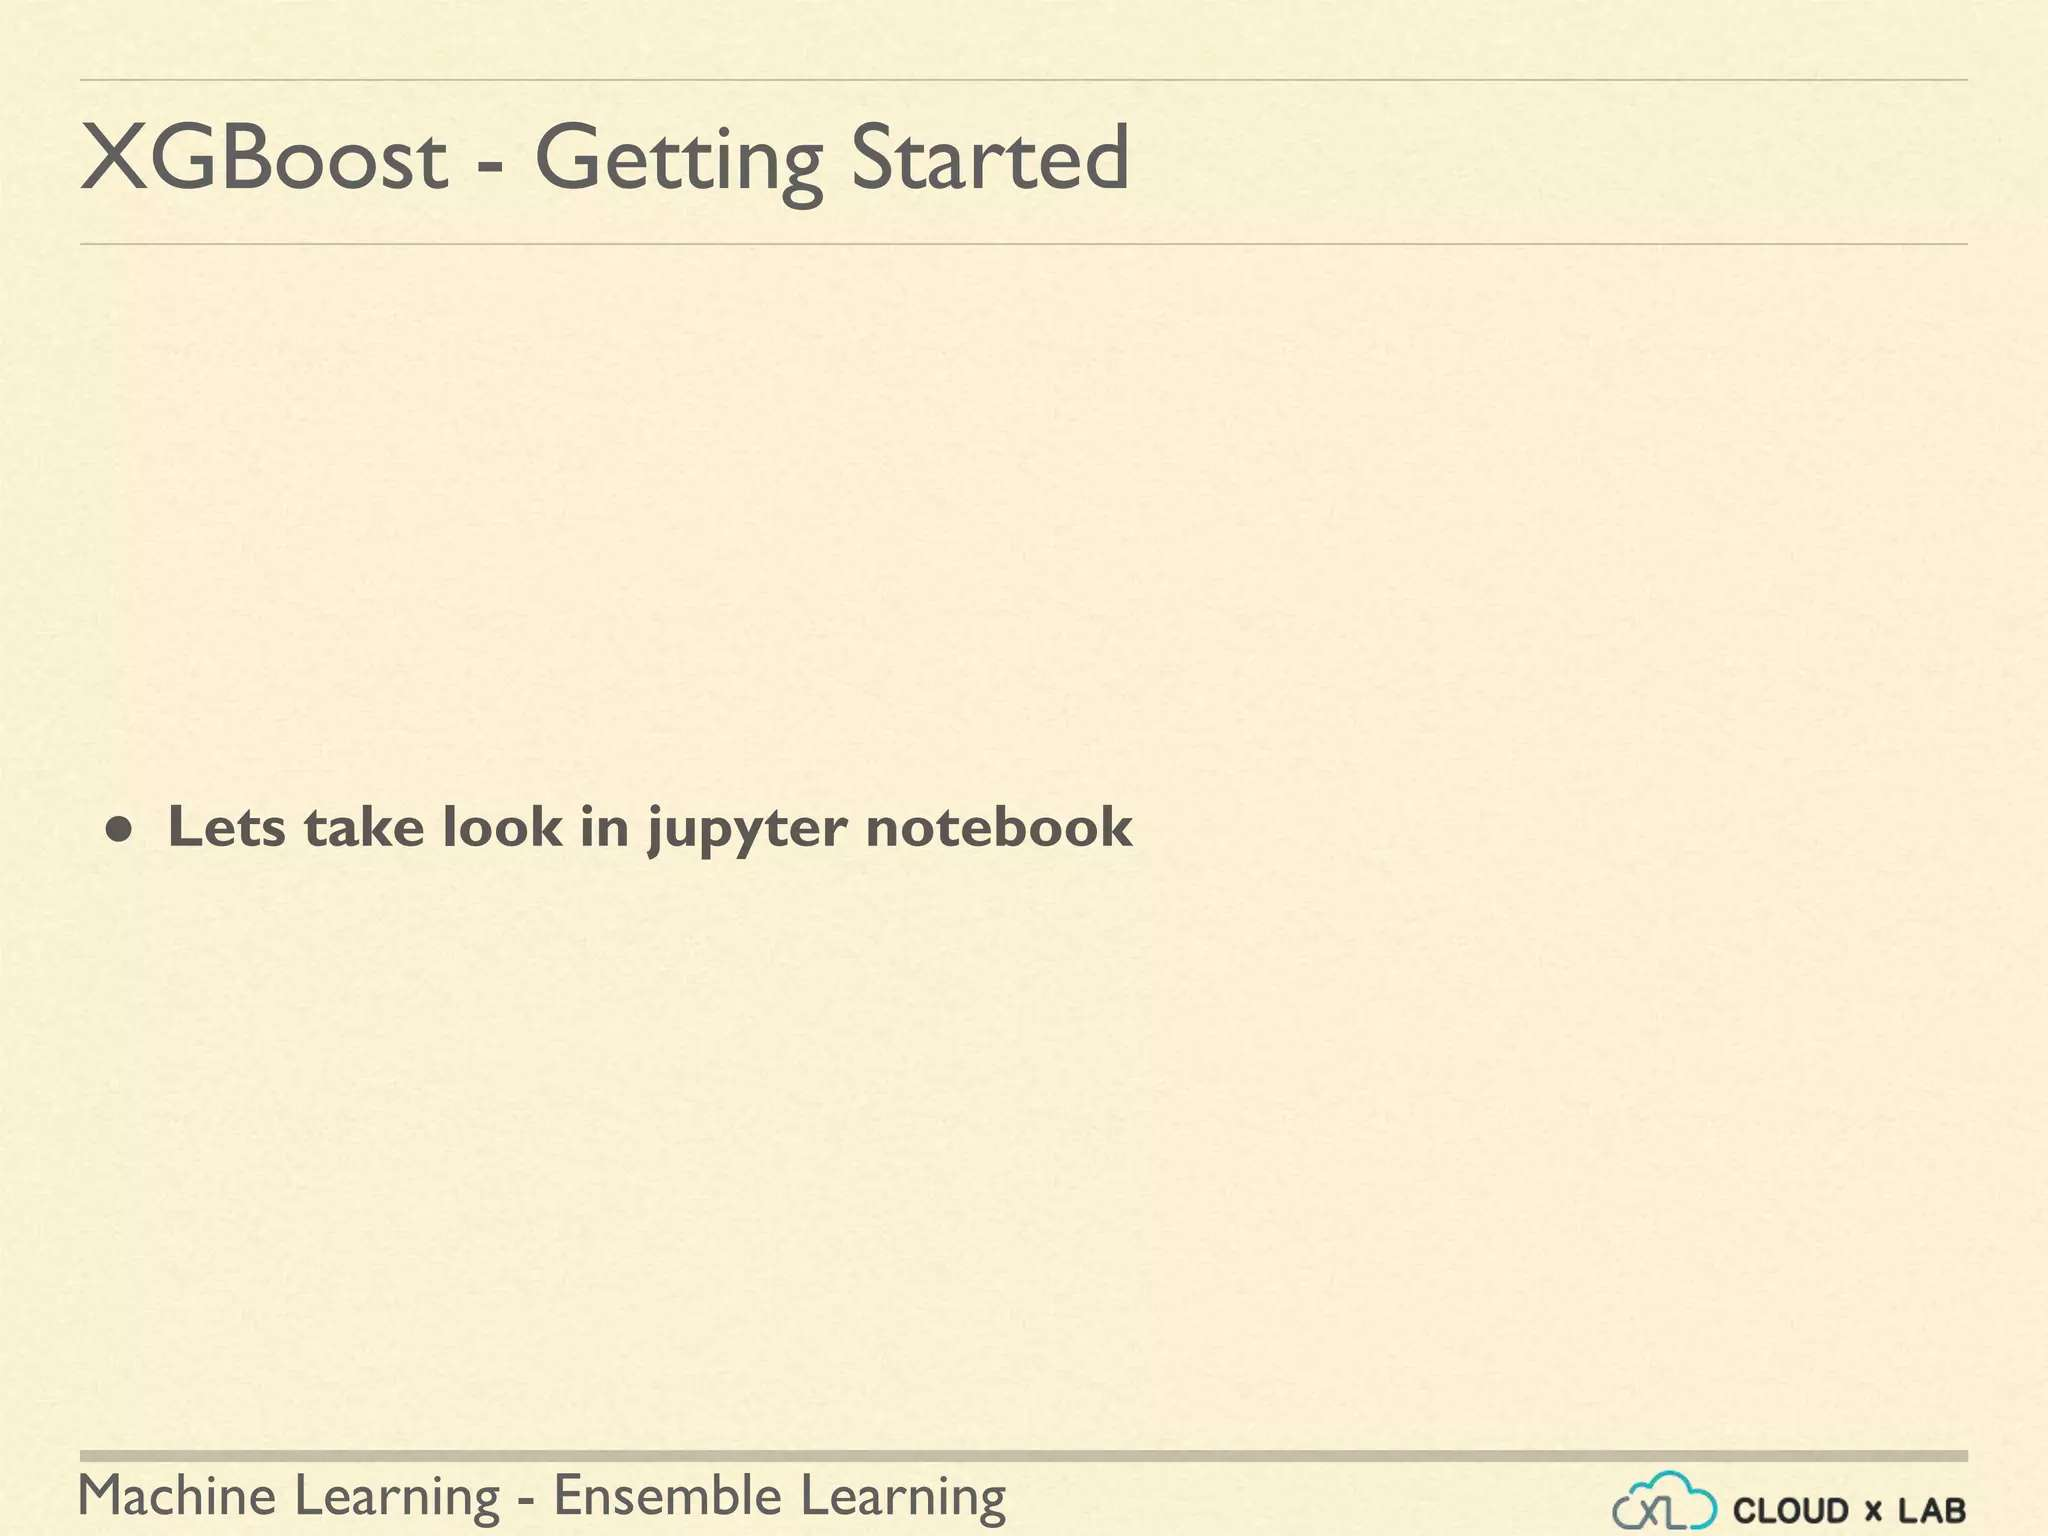 XGBoost - Getting Started
● Lets take look in jupyter notebook
Machine Learning - Ensemble Learning
CXL CLOUD x LAB